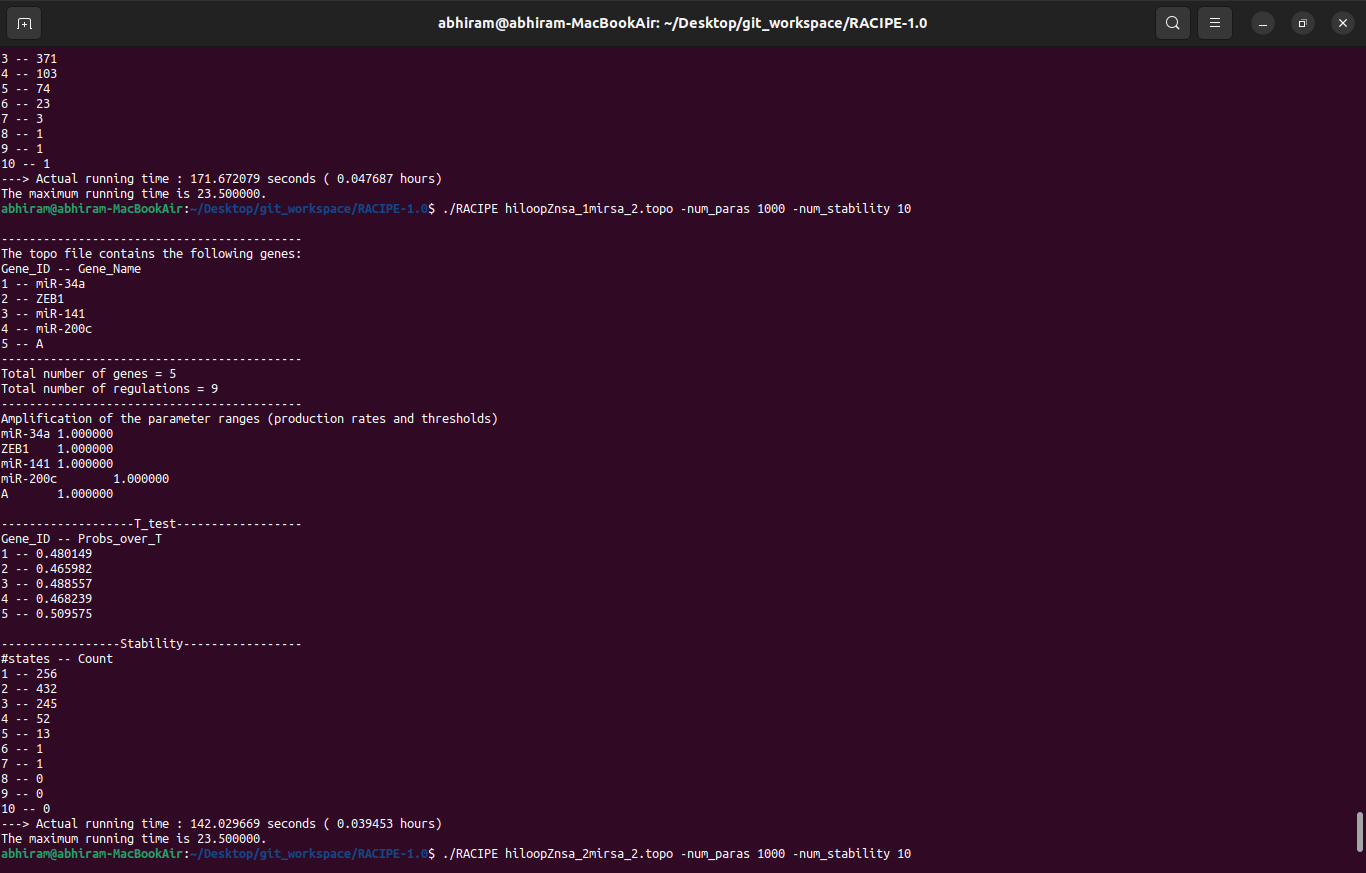 abhiram@abhiram-MacBookAir: ~/Desktop/git_workspace/RACIPE-1.0
3 -- 371
4 -- 103
5 -- 74
6 -- 23
7 -- 3
8 -- 1
9 -- 1
10 -- 1
---> Actual running time : 171.672079 seconds ( 0.047687 hours)
The maximum running time is 23.500000.
abhiram@abhiram-MacBookAir:~/Desktop/git_workspace/RACIPE-1.0$ ./RACIPE hiloopZnsa_1mirsa_2.topo -num_paras 1000 -num_stability 10
-------------------------------------------
The topo file contains the following genes:
Gene_ID -- Gene_Name
1 -- miR-34a
2 -- ZEB1
3 -- miR-141
4 -- miR-200c
5 -- A
-------------------------------------------
Total number of genes = 5
Total number of regulations = 9
-------------------------------------------
Amplification of the parameter ranges (production rates and thresholds)
miR-34a 1.000000
ZEB1    1.000000
miR-141 1.000000
miR-200c        1.000000
A       1.000000
-------------------T_test------------------
Gene_ID -- Probs_over_T
1 -- 0.480149
2 -- 0.465982
3 -- 0.488557
4 -- 0.468239
5 -- 0.509575
-----------------Stability-----------------
#states -- Count
1 -- 256
2 -- 432
3 -- 245
4 -- 52
5 -- 13
6 -- 1
7 -- 1
8 -- 0
9 -- 0
10 -- 0
---> Actual running time : 142.029669 seconds ( 0.039453 hours)
The maximum running time is 23.500000.
abhiram@abhiram-MacBookAir:~/Desktop/git_workspace/RACIPE-1.0$ ./RACIPE hiloopZnsa_2mirsa_2.topo -num_paras 1000 -num_stability 10